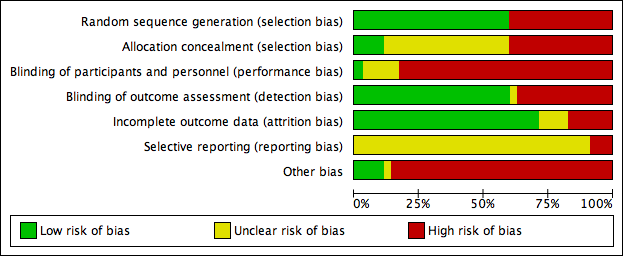 Random sequence generation (selection bias)
Allocation concealment (selection bias)
Blinding of participants and personnel (performance bias)
Blinding of outcome assessment (detection bias)
Incomplete outcome data (attrition bias)
Selective reporting (reporting bias)
Other bias
0% 25% 50% 75% 100%
Low risk of bias Unclear risk of bias High risk of bias